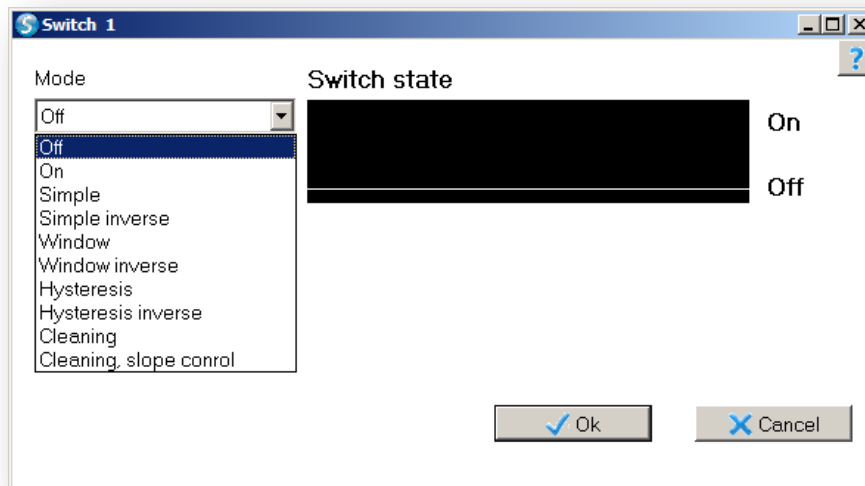 Switch 1
?
Mode
Switch state
Off
On
Off
Off
On
Simple
Simple inverse
Window
Window inverse
Hysteresis
Hysteresis inverse
Cleaning
Cleaning, slope conrol
Ok
Cancel